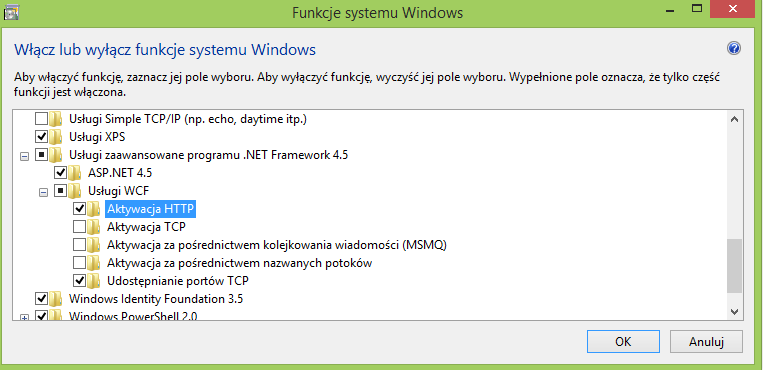 Funkcje systemu Windows
Włącz lub wyłącz funkcje systemu Windows
Aby włączyć funkcję, zaznacz jej pole wyboru. Aby wyłączyć funkcję, wyczyść jej pole wyboru. Wypełnione pole oznacza, że tylko część
funkcji jest włączona.
Usługi Simple TCP/IP (np. echo, daytime itp.)
Usługi XPS
Usługi zaawansowane programu .NET Framework 4.5
ASP.NET 4.5
Usługi WCF
Aktywacja HTTP
Aktywacja TCP
Aktywacja za pośrednictwem kolejkowania wiadomości (MSMQ)
Aktywacja za pośrednictwem nazwanych potoków
Udostępnianie portów TCP
Windows Identity Foundation 3.5
Windows PowerShell 2.0
OK
Anuluj